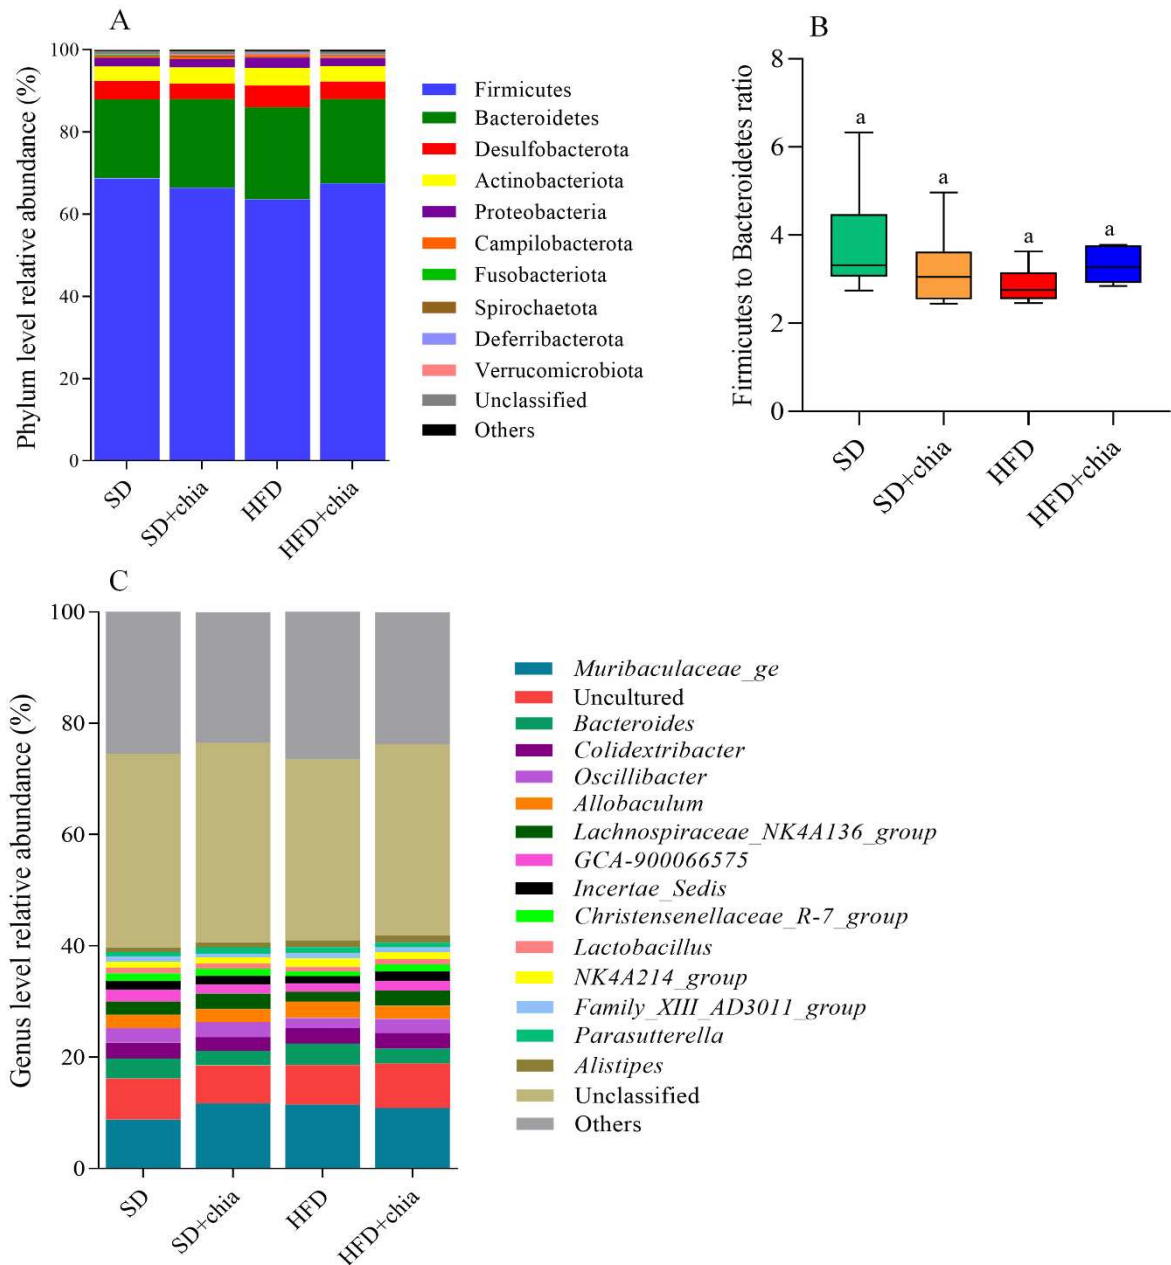 A
Phylum level relative abundance (%)
100
80
60
40
20
0
SD
SD+chia
HFD
HFD+chia
Firmicutes
Bacteroidetes
Desulfobacterota
Actinobacteriota
Proteobacteria
Campilobacterota
Fusobacteriota
Spirochaetota
Deferribacterota
Verrucomicrobiota
Unclassified
Others
B
Firmicutes to Bacteroidetes ratio
8
6
4
2
0
a
a
a
a
SD
SD+chia
HFD
HFD+chia
C
Genus level relative abundance (%)
100
80
60
40
20
0
SD
SD+chia
HFD
HFD+chia
Muribaculaceae_ge
Uncultured
Bacteroides
Colidextribacter
Oscillibacter
Allobaculum
Lachnospiraceae_NK4A136_group
GCA-900066575
Incertae_Sedis
Christensenellaceae_R-7_group
Lactobacillus
NK4A214_group
Family_XIII_AD3011_group
Parasutterella
Alistipes
Unclassified
Others